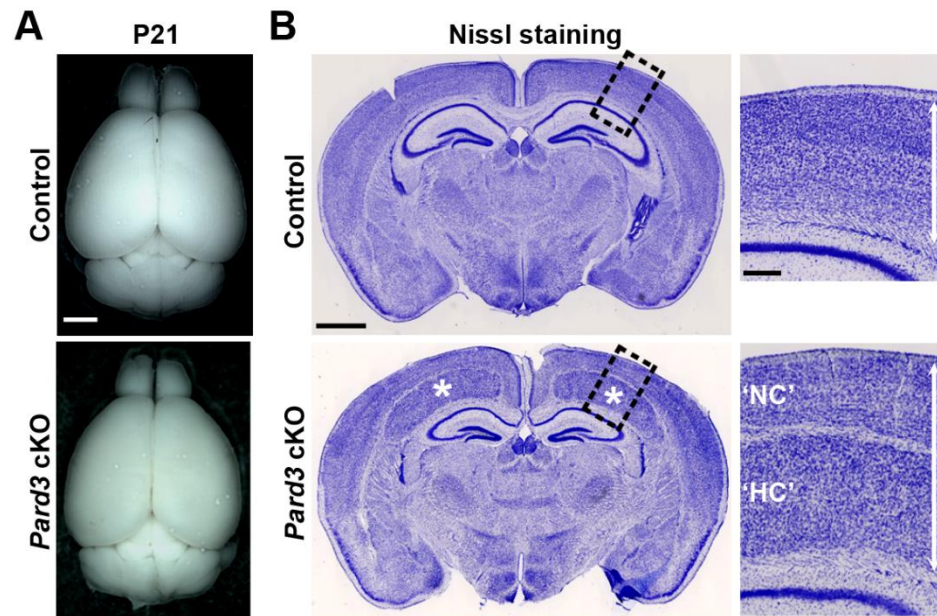 A
P21
B
Nissl staining
Control
Control
Pard3 cKO
*
*
Pard3 cKO
'NC'
'HC'